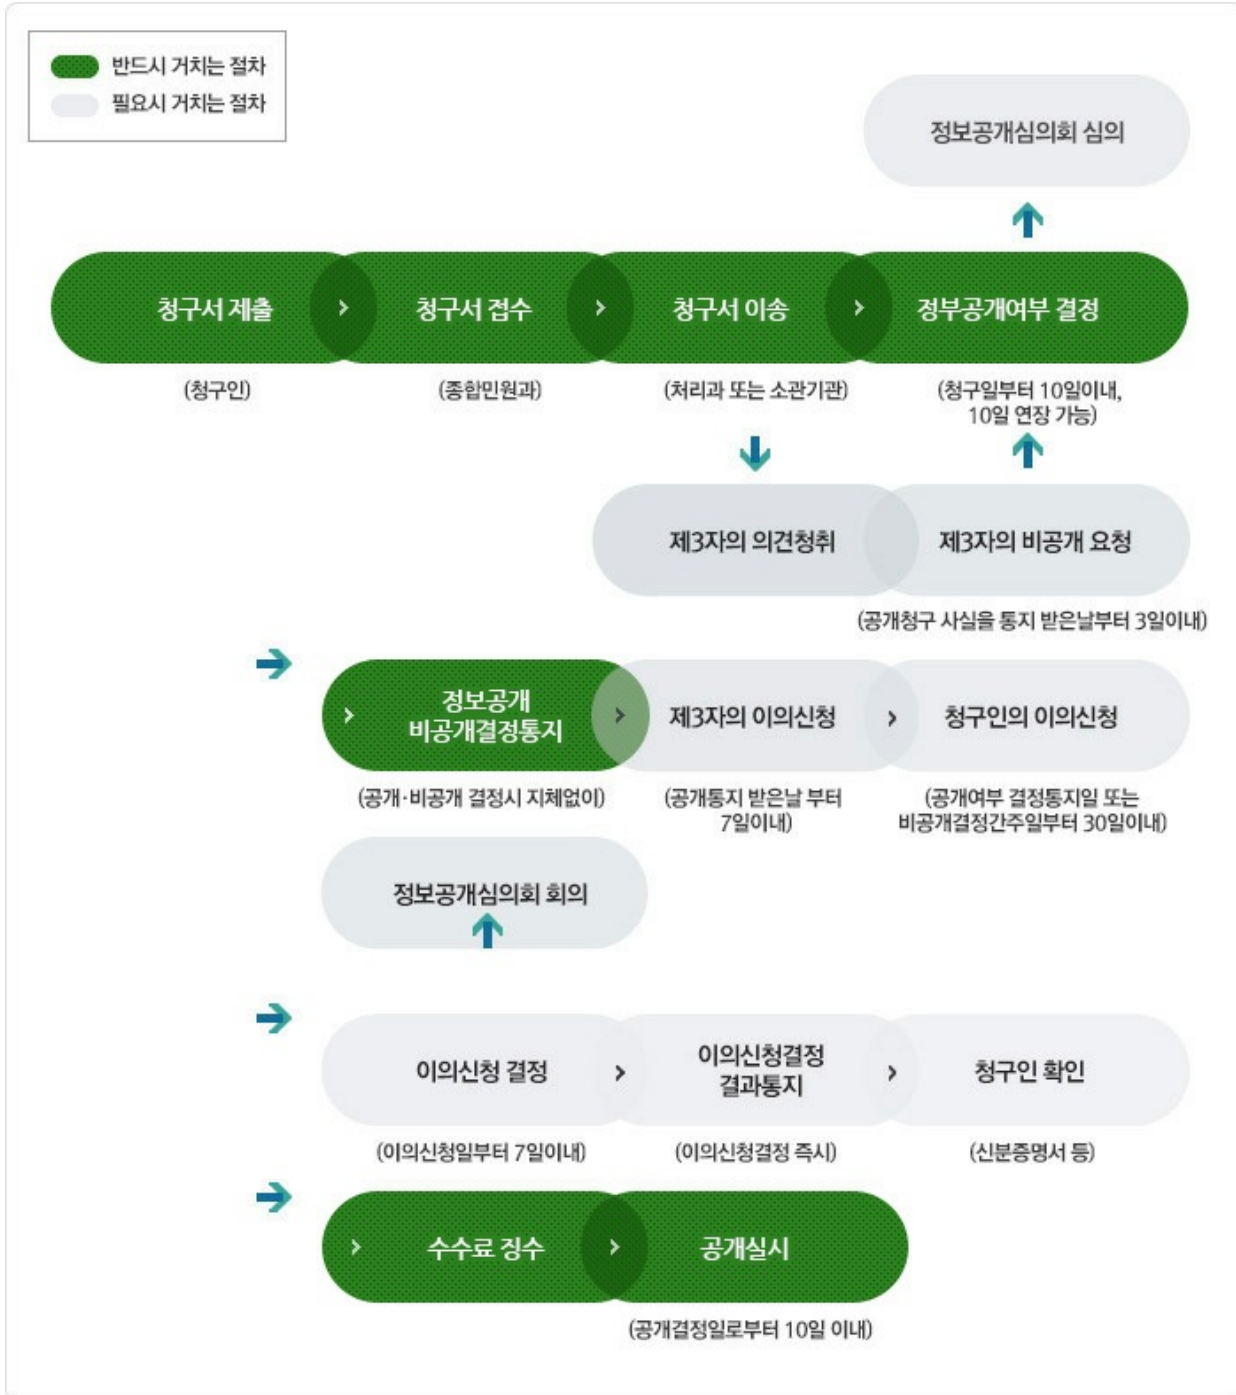 반드시 거치는 절차
필요시 거치는 절차
정보공개심의회 심의
청구서 제출
청구서 접수
청구서 이송
정부공개여부 결정
(청구인)
(종합민원과)
(처리과 또는 소관기관)
(청구일부터 10일이내,
10일 연장 가능)
제3자의 의견청취
제3자의 비공개 요청
(공개청구 사실을 통지 받은날부터 3일이내)
정보공개
비공개결정통지
제3자의 이의신청
청구인의 이의신청
(공개·비공개 결정시 지체없이)
(공개통지 받은날 부터
7일이내)
(공개여부 결정통지일 또는
비공개결정간주일부터 30일이내)
정보공개심의회 회의
이의신청 결정
이의신청결정
결과통지
청구인 확인
(이의신청일부터 7일이내)
(이의신청결정 즉시)
(신분증명서 등)
수수료 징수
공개실시
(공개결정일로부터 10일 이내)